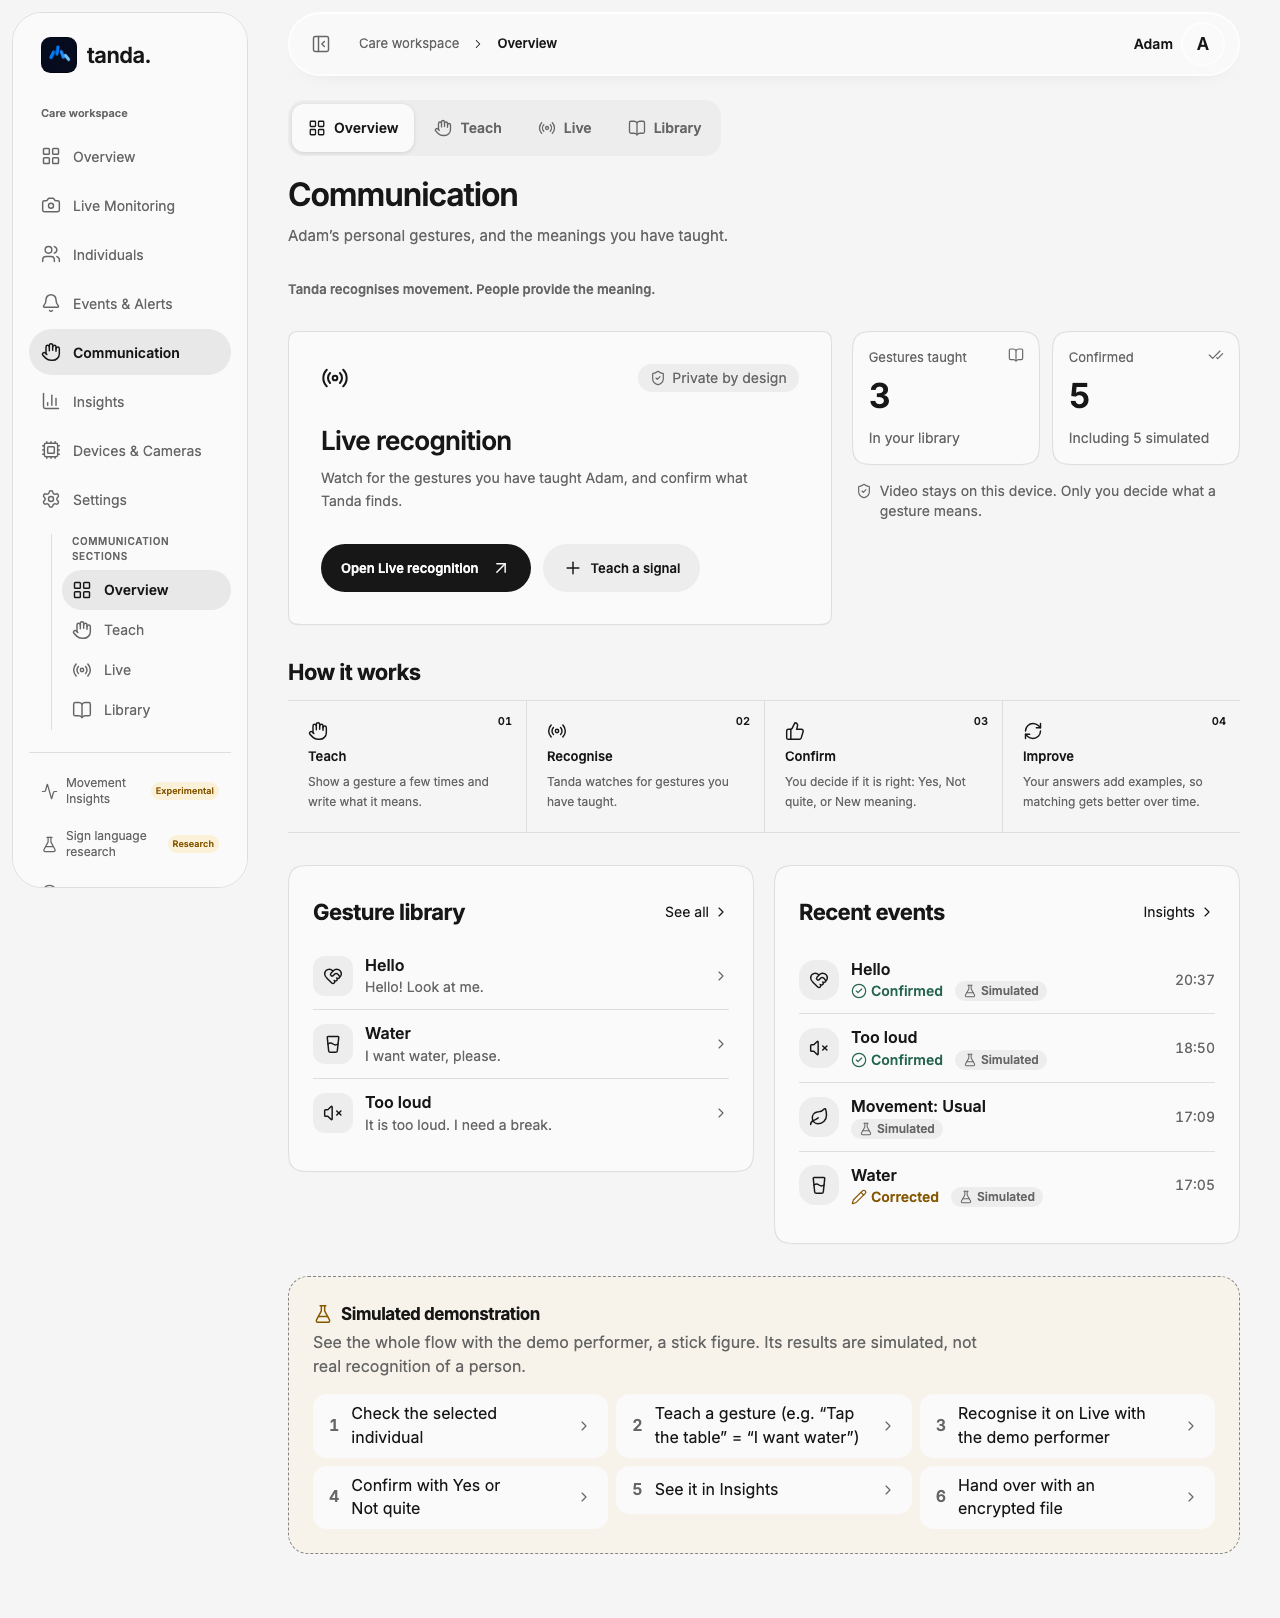 tanda.
Care workspace
Overview
Live Monitoring
Individuals
Events & Alerts
Communication
Insights
Devices & Cameras
Settings
COMMUNICATION
SECTIONS
Overview
Teach
Live
Library
Movement
Insights
Experimental
Sign language
research
Research
Care workspace
Overview
Adam
A
Overview
Teach
Live
Library
Communication
Adam’s personal gestures, and the meanings you have taught.
Tanda recognises movement. People provide the meaning.
Private by design
Live recognition
Watch for the gestures you have taught Adam, and confirm what
Tanda finds.
Open Live recognition
Teach a signal
Gestures taught
3
In your library
Confirmed
5
Including 5 simulated
Video stays on this device. Only you decide what a
gesture means.
How it works
01
Teach
Show a gesture a few times and
write what it means.
02
Recognise
Tanda watches for gestures you
have taught.
03
Confirm
You decide if it is right: Yes, Not
quite, or New meaning.
04
Improve
Your answers add examples, so
matching gets better over time.
Gesture library
See all
Hello
Hello! Look at me.
Water
I want water, please.
Too loud
It is too loud. I need a break.
Recent events
Insights
Hello
Confirmed
Simulated
20:37
Too loud
Confirmed
Simulated
18:50
Movement: Usual
Simulated
17:09
Water
Corrected
Simulated
17:05
Simulated demonstration
See the whole flow with the demo performer, a stick figure. Its results are simulated, not
real recognition of a person.
1
Check the selected
individual
2
Teach a gesture (e.g. “Tap
the table” = “I want water”)
3
Recognise it on Live with
the demo performer
4
Confirm with Yes or
Not quite
5
See it in Insights
6
Hand over with an
encrypted file